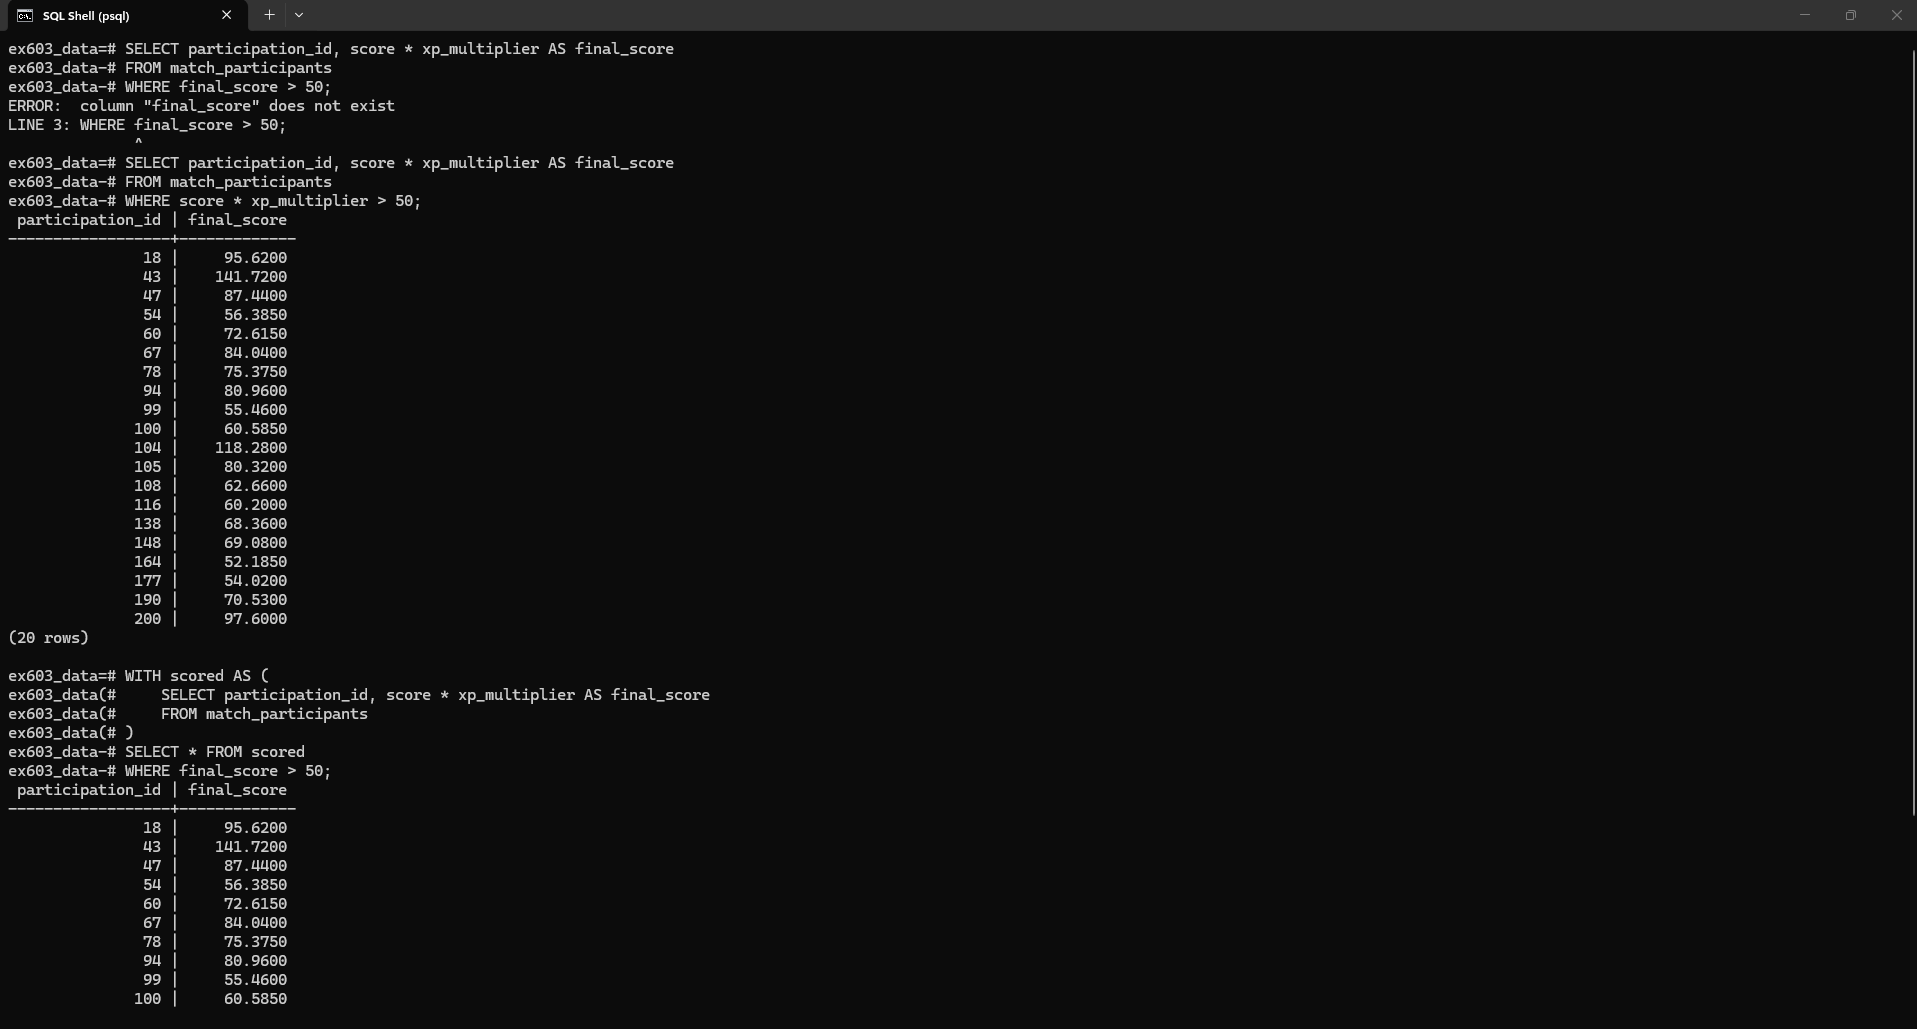 SQL Shell (psql)
ex603_data=# SELECT participation_id, score * xp_multiplier AS final_score
ex603_data-# FROM match_participants
ex603_data-# WHERE final_score > 50;
ERROR:  column "final_score" does not exist
LINE 3: WHERE final_score > 50;
              ^
ex603_data=# SELECT participation_id, score * xp_multiplier AS final_score
ex603_data-# FROM match_participants
ex603_data-# WHERE score * xp_multiplier > 50;
 participation_id | final_score
------------------+-------------
               18 |     95.6200
               43 |    141.7200
               47 |     87.4400
               54 |     56.3850
               60 |     72.6150
               67 |     84.0400
               78 |     75.3750
               94 |     80.9600
               99 |     55.4600
              100 |     60.5850
              104 |    118.2800
              105 |     80.3200
              108 |     62.6600
              116 |     60.2000
              138 |     68.3600
              148 |     69.0800
              164 |     52.1850
              177 |     54.0200
              190 |     70.5300
              200 |     97.6000
(20 rows)

ex603_data=# WITH scored AS (
ex603_data(#     SELECT participation_id, score * xp_multiplier AS final_score
ex603_data(#     FROM match_participants
ex603_data(# )
ex603_data-# SELECT * FROM scored
ex603_data-# WHERE final_score > 50;
 participation_id | final_score
------------------+-------------
               18 |     95.6200
               43 |    141.7200
               47 |     87.4400
               54 |     56.3850
               60 |     72.6150
               67 |     84.0400
               78 |     75.3750
               94 |     80.9600
               99 |     55.4600
              100 |     60.5850